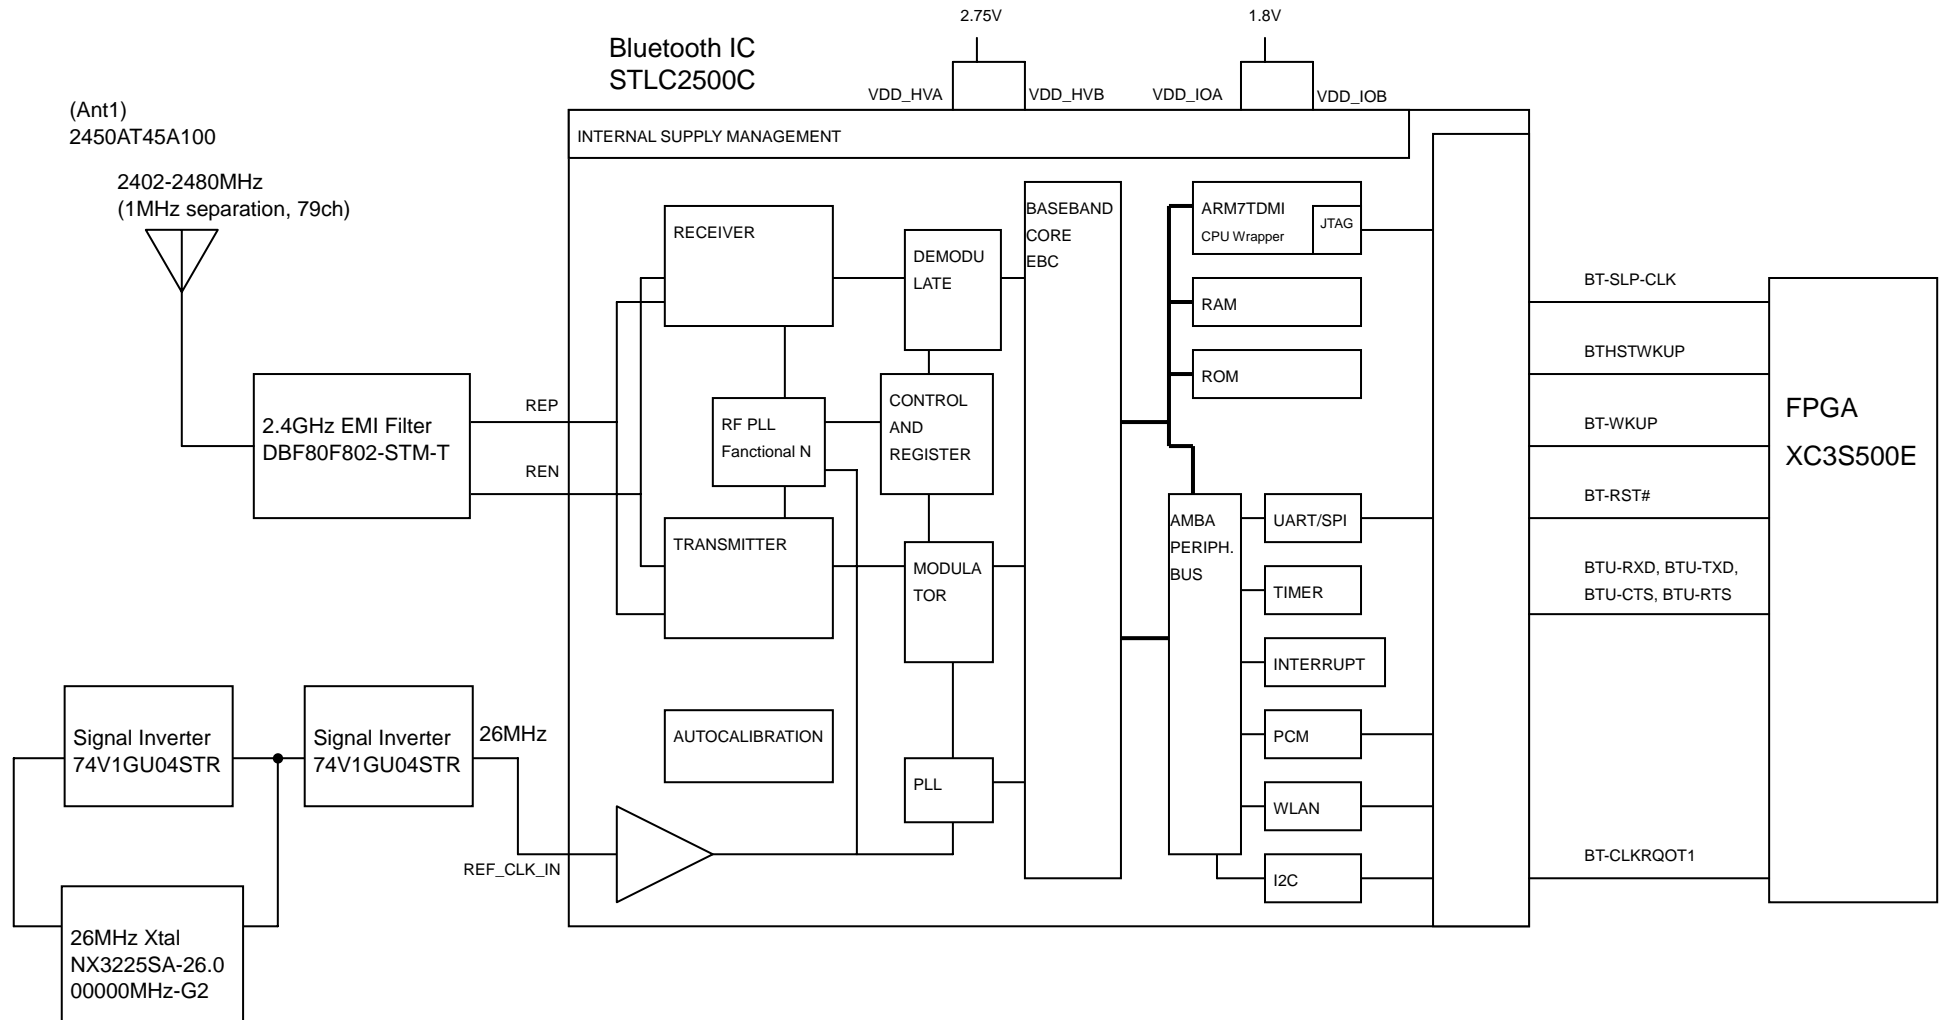 2.75V
1.8V
Bluetooth IC
STLC2500C
VDD_HVA
VDD_HVB
VDD_IOA
VDD_IOB
(Ant1)
2450AT45A100
2402-2480MHz
(1MHz separation, 79ch)
INTERNAL SUPPLY MANAGEMENT
RECEIVER
DEMODU
LATE
BASEBAND
CORE
EBC
ARM7TDMI
CPU Wrapper
JTAG
RAM
ROM
2.4GHz EMI Filter
DBF80F802-STM-T
REP
REN
RF PLL
Fanctional N
CONTROL
AND
REGISTER
TRANSMITTER
MODULA
TOR
AMBA
PERIPH.
BUS
UART/SPI
TIMER
INTERRUPT
PCM
WLAN
I2C
AUTOCALIBRATION
PLL
BT-SLP-CLK
BTHSTWKUP
BT-WKUP
BT-RST#
BTU-RXD, BTU-TXD,
BTU-CTS, BTU-RTS
BT-CLKRQOT1
FPGA
XC3S500E
Signal Inverter
74V1GU04STR
Signal Inverter
74V1GU04STR
26MHz
REF_CLK_IN
26MHz Xtal
NX3225SA-26.0
00000MHz-G2